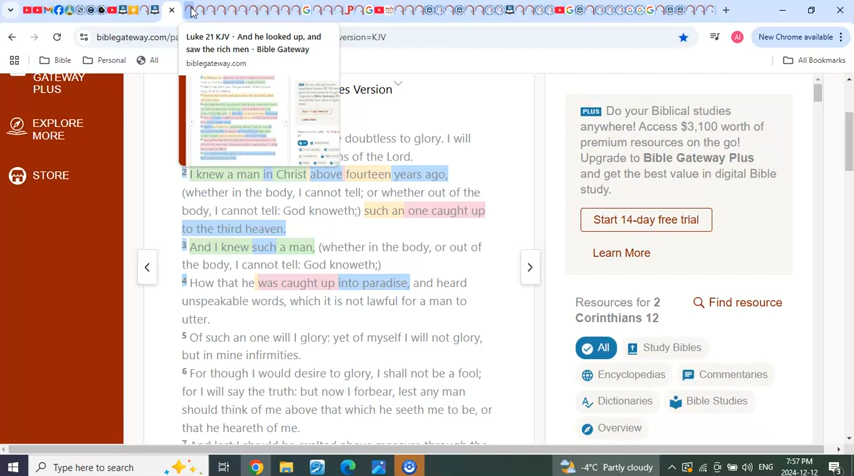 New Chrome available
biblegateway.com/pa
version=KJV
Bible
Personal
All
All Bookmarks
Luke 21 KJV - And he looked up, and
saw the rich men - Bible Gateway
biblegateway.com
GATEWAY
PLUS
EXPLORE
MORE
STORE
es Version
e doubtless to glory. I will
ns of the Lord.
2 I knew a man in Christ above fourteen years ago,
(whether in the body, I cannot tell; or whether out of the
body, I cannot tell: God knoweth;) such an one caught up
to the third heaven.
3 And I knew such a man, (whether in the body, or out of
the body, I cannot tell: God knoweth;)
4 How that he was caught up into paradise, and heard
unspeakable words, which it is not lawful for a man to
utter.
5 Of such an one will I glory: yet of myself I will not glory,
but in mine infirmities.
6 For though I would desire to glory, I shall not be a fool;
for I will say the truth: but now I forbear, lest any man
should think of me above that which he seeth me to be, or
that he heareth of me.
7 And lest I should be exalted above measure through the
PLUS Do your Biblical studies
anywhere! Access $3,100 worth of
premium resources on the go!
Upgrade to Bible Gateway Plus
and get the best value in digital Bible
study.
Start 14-day free trial
Learn More
Resources for 2
Corinthians 12
Find resource
All
Study Bibles
Encyclopedias
Commentaries
Dictionaries
Bible Studies
Overview
Type here to search
-4°C Partly cloudy
ENG
7:57 PM
2024-12-12
3